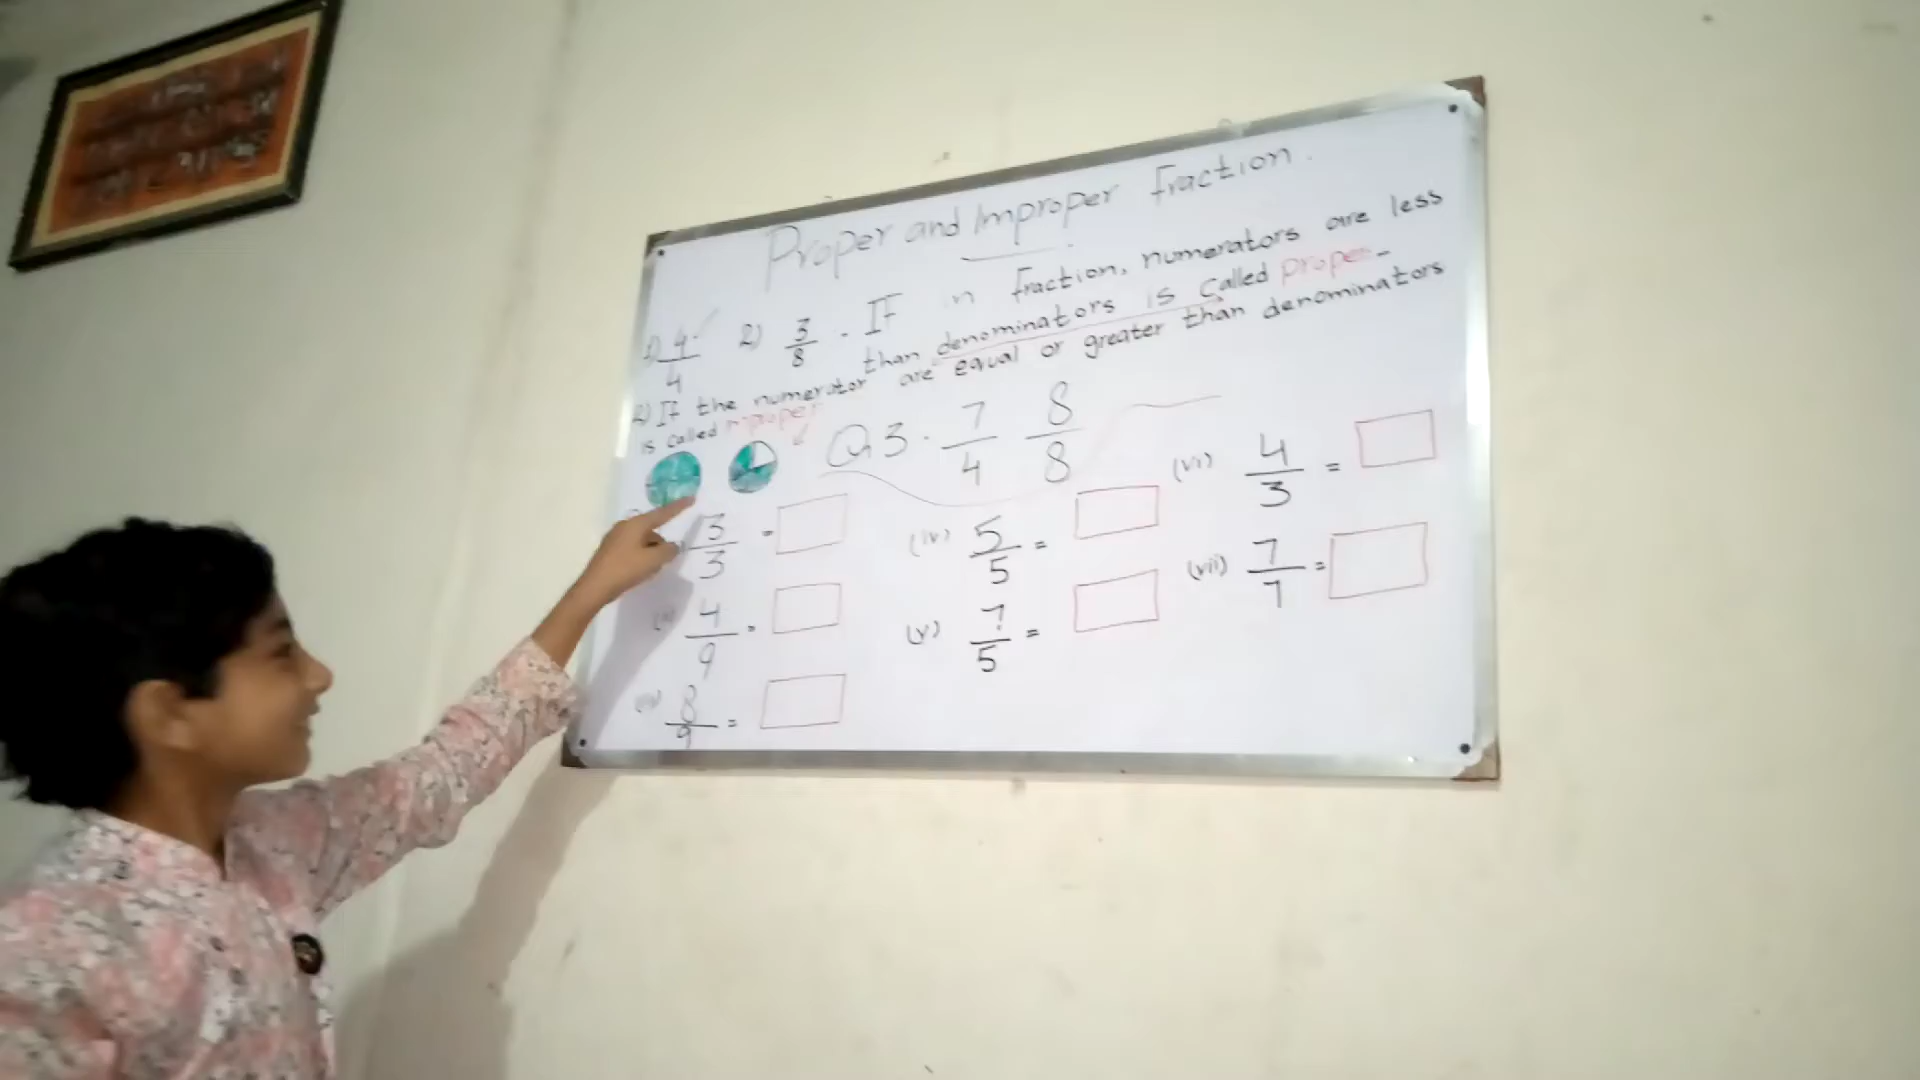 Proper and Improper fraction.
1) 4/4 2) 3/8 - If in fraction, numerators are less
than denominators is called proper-
2) If the numerator are equal or greater than denominators
is called improper
Q3. 7/4 8/8
3/3 =
(ii) 4/9 =
(iii) 8/9 =
(iv) 5/5 =
(v) 7/5 =
(vi) 4/3 =
(vii) 7/7 =